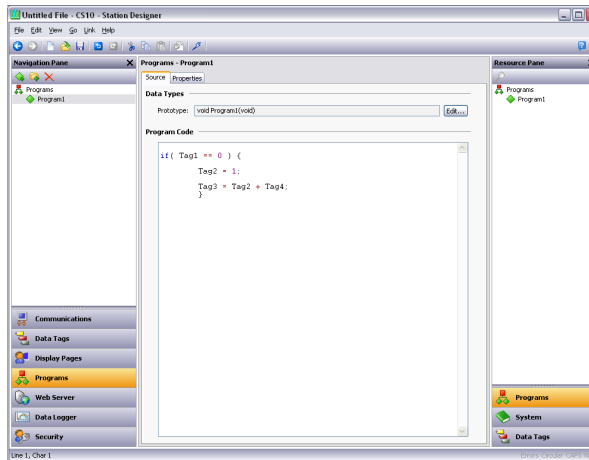 Untitled File - CS10 - Station Designer
File Edit View Go Link Help
Navigation Pane
Programs
Program1
Communications
Data Tags
Display Pages
Programs
Web Server
Data Logger
Security
Programs - Program1
Source Properties
Data Types
Prototype: void Program1(void) Edit...
Program Code
if( Tag1 == 0 ) {
Tag2 = 1;
Tag3 = Tag2 + Tag4;
}
Resource Pane
Programs
Program1
Programs
System
Data Tags
Line 1, Char 1
Errors Circular CAPS